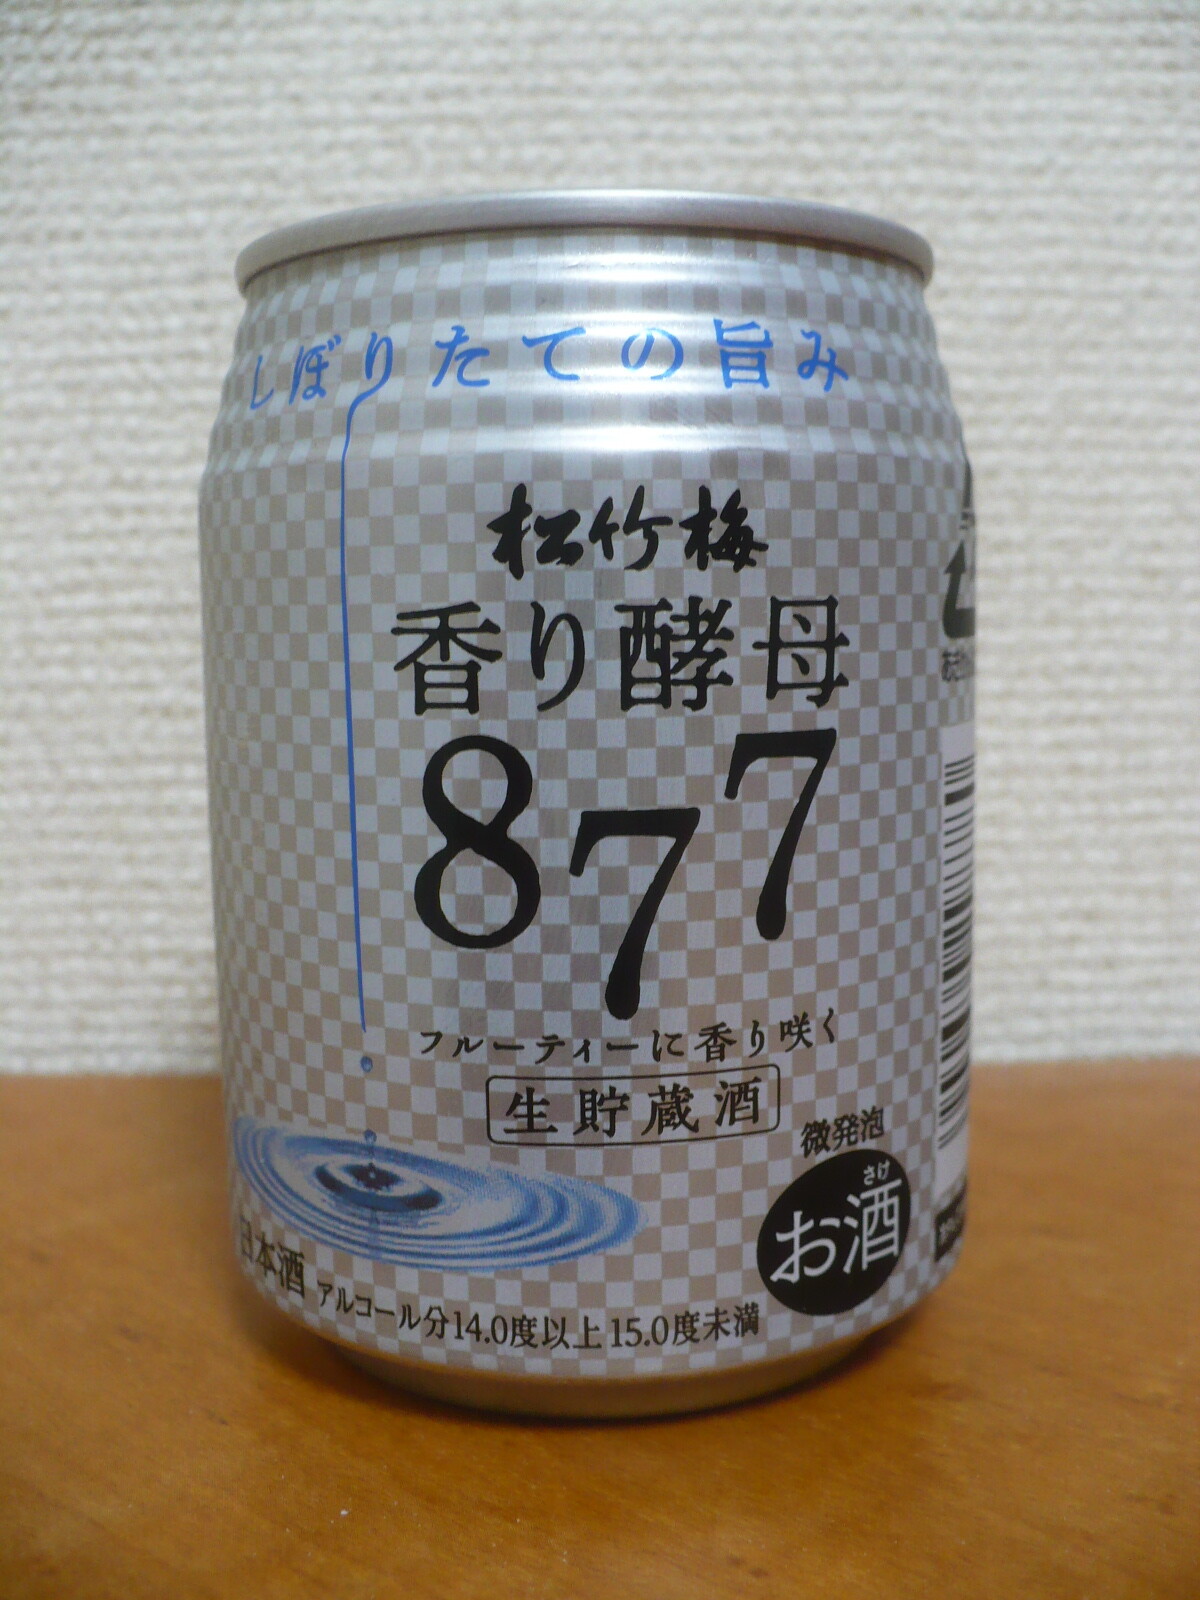 しぼりたての旨み
松竹梅
香り酵母
877
フルーティーに香り咲く
生貯蔵酒
微発泡
さけ
お酒
日本酒 アルコール分14.0度以上15.0度未満